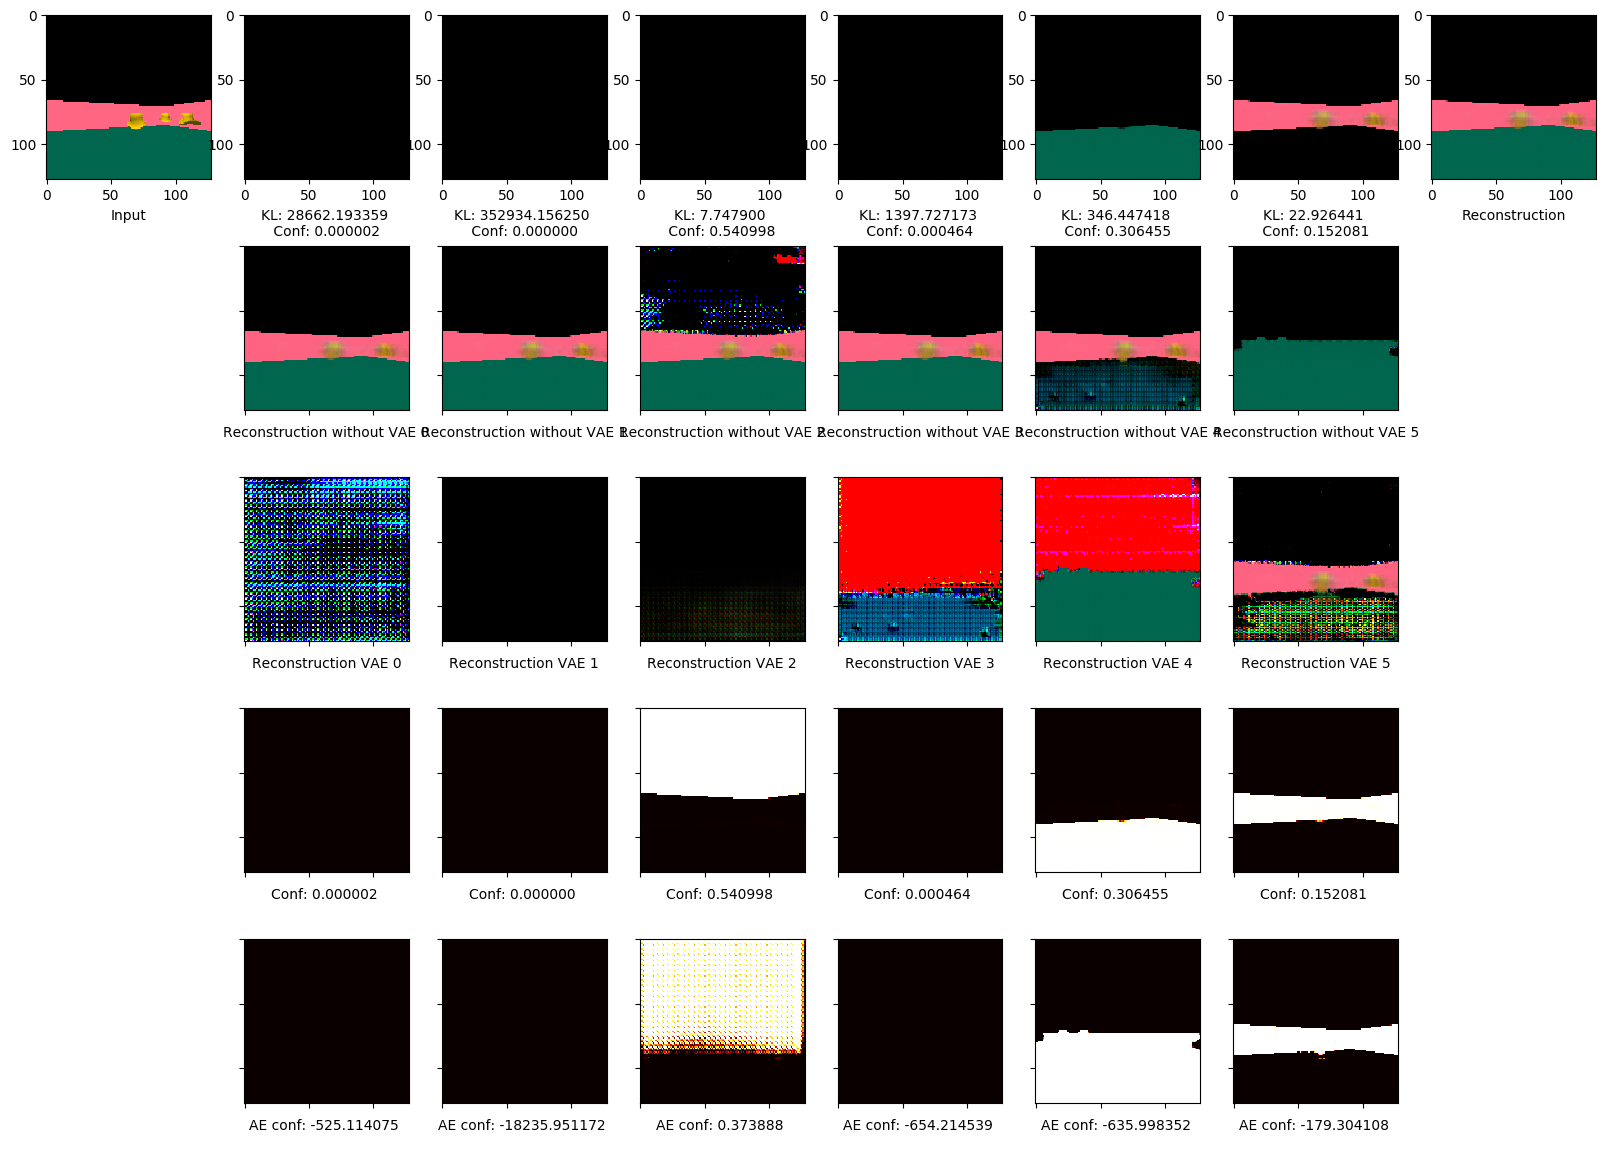 0 0 0 0 0 0 0 0
50 50 50 50 50 50 50 50
100 100 100 100 100 100 100 100
0 50 100 0 50 100 0 50 100 0 50 100 0 50 100 0 50 100 0 50 100 0 50 100
Input KL: 28662.193359 KL: 352934.156250 KL: 7.747900 KL: 1397.727173 KL: 346.447418 KL: 22.926441 Reconstruction
Conf: 0.000002 Conf: 0.000000 Conf: 0.540998 Conf: 0.000464 Conf: 0.306455 Conf: 0.152081
Reconstruction without VAE 0 Reconstruction without VAE 1 Reconstruction without VAE 2 Reconstruction without VAE 3 Reconstruction without VAE 4 Reconstruction without VAE 5
Reconstruction VAE 0 Reconstruction VAE 1 Reconstruction VAE 2 Reconstruction VAE 3 Reconstruction VAE 4 Reconstruction VAE 5
Conf: 0.000002 Conf: 0.000000 Conf: 0.540998 Conf: 0.000464 Conf: 0.306455 Conf: 0.152081
AE conf: -525.114075 AE conf: -18235.951172 AE conf: 0.373888 AE conf: -654.214539 AE conf: -635.998352 AE conf: -179.304108